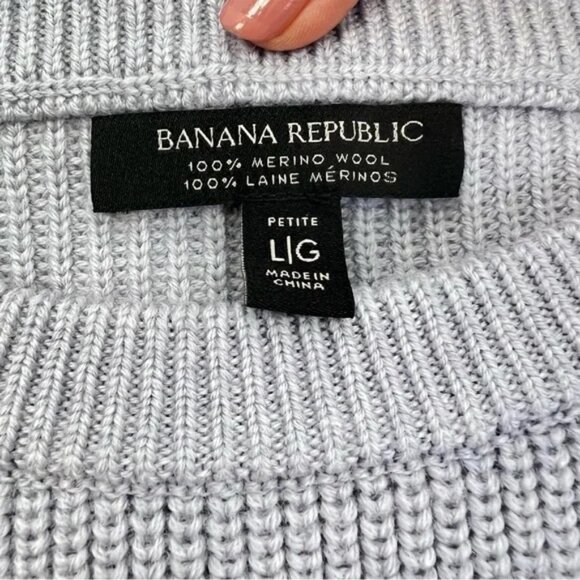 BANANA REPUBLIC
100% MERINO WOOL
100% LAINE MÉRINOS
PETITE
L|G
MADE IN
CHINA